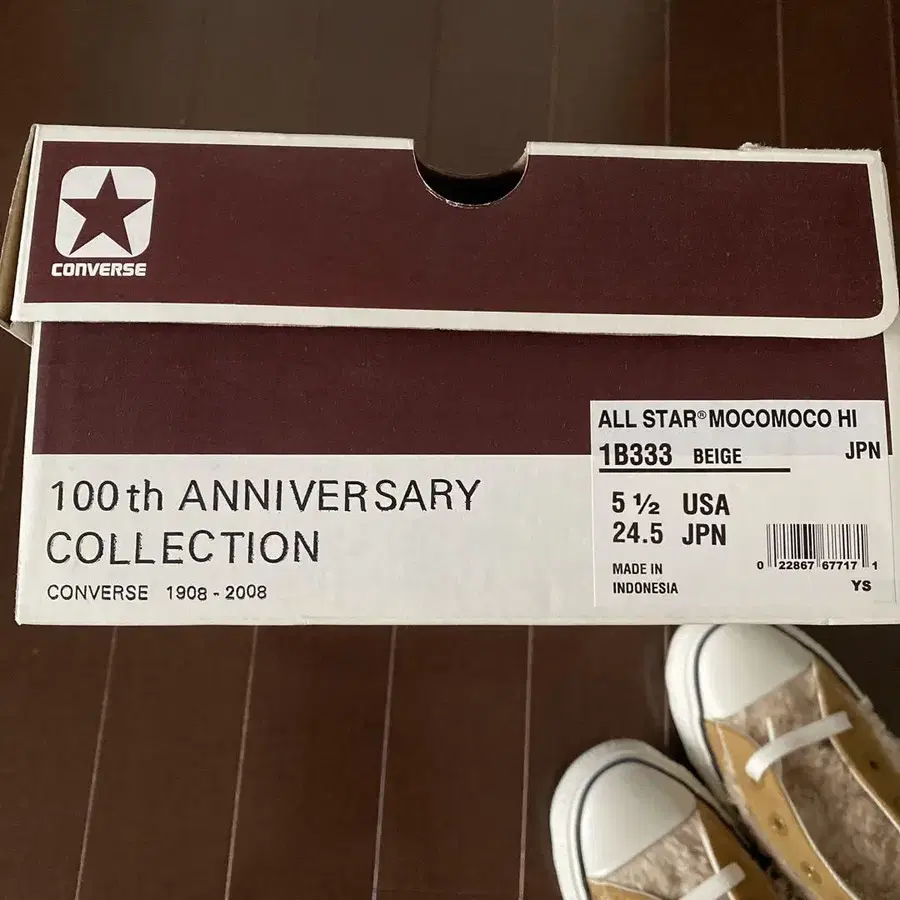 CONVERSE
100th ANNIVERSARY
COLLECTION
CONVERSE 1908 - 2008
ALL STAR® MOCOMOCO HI
1B333 BEIGE JPN
5 ½ USA
24.5 JPN
MADE IN
INDONESIA
0 22867 67717 1
YS